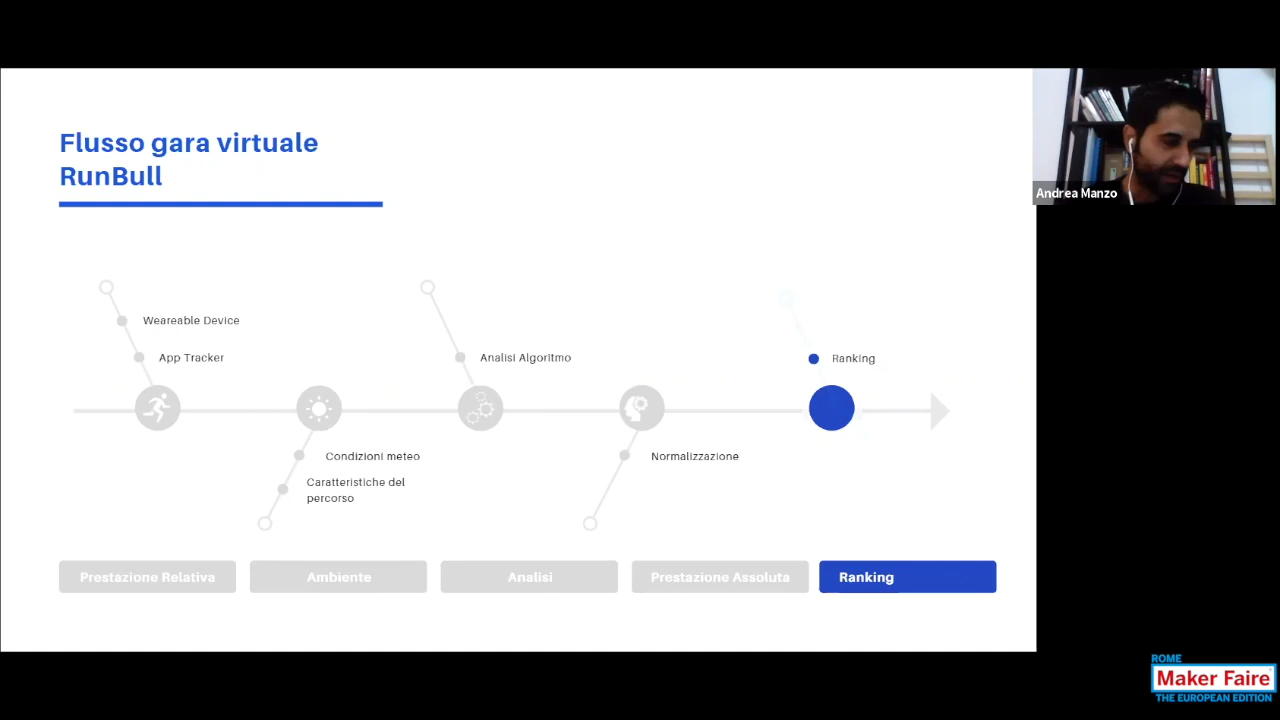 Flusso gara virtuale
RunBull
Andrea Manzo
Weareable Device
App Tracker
Analisi Algoritmo
Ranking
Condizioni meteo
Caratteristiche del
percorso
Normalizzazione
Prestazione Relativa
Ambiente
Analisi
Prestazione Assoluta
Ranking
ROME
Maker Faire
THE EUROPEAN EDITION